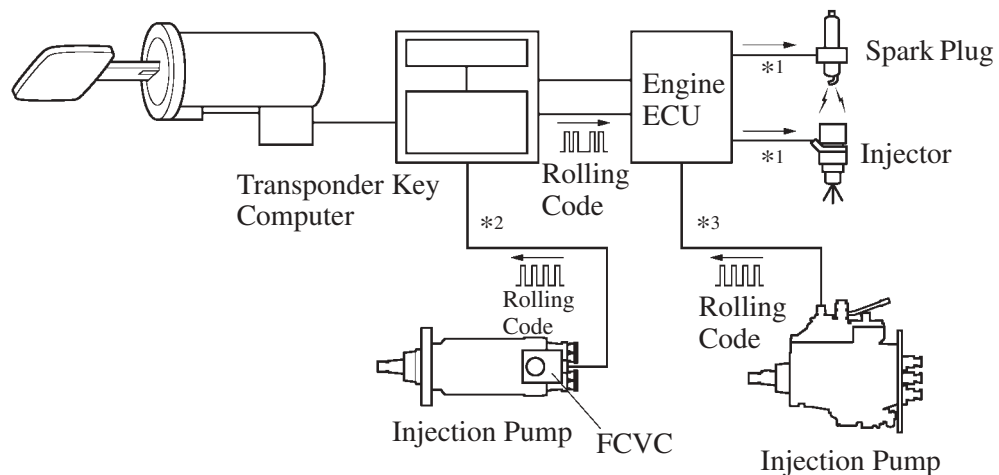 Spark Plug
*1
Engine
ECU
Injector
*1
Rolling
Code
Transponder Key
Computer
*2
*3
Rolling
Code
Rolling
Code
Injection Pump
FCVC
Injection Pump